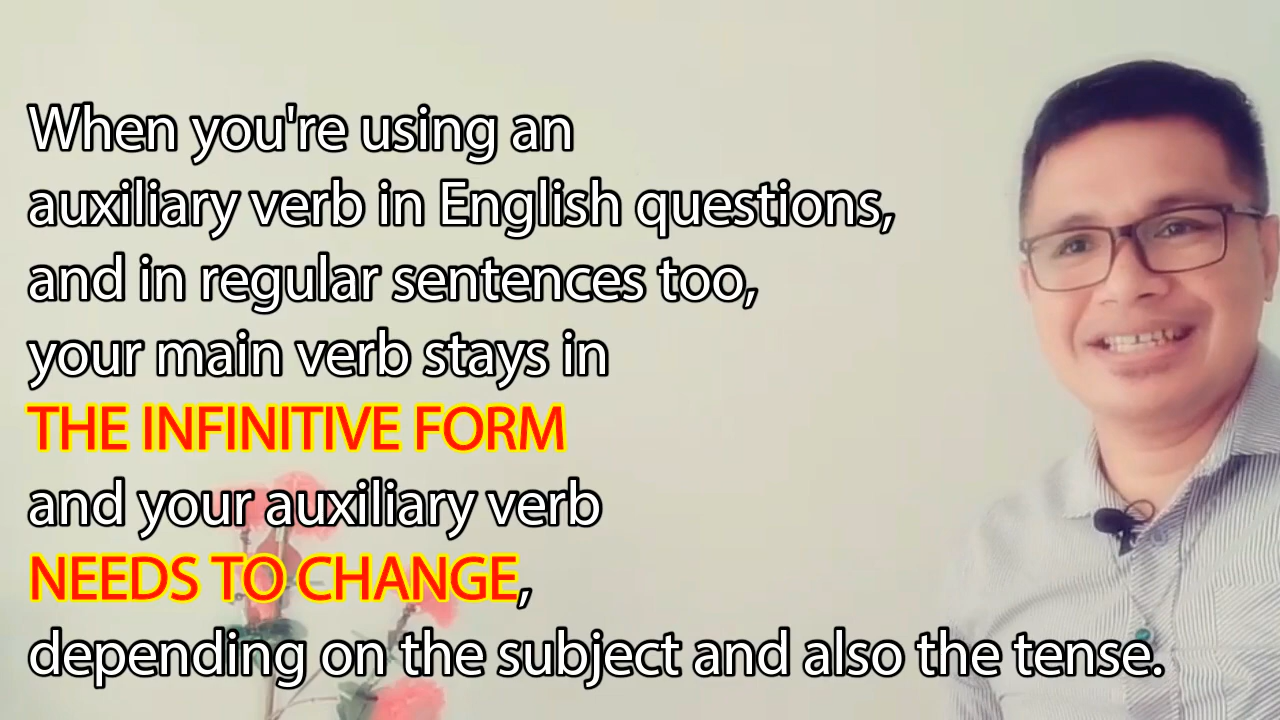 When you're using an
auxiliary verb in English questions,
and in regular sentences too,
your main verb stays in
THE INFINITIVE FORM
and your auxiliary verb
NEEDS TO CHANGE,
depending on the subject and also the tense.